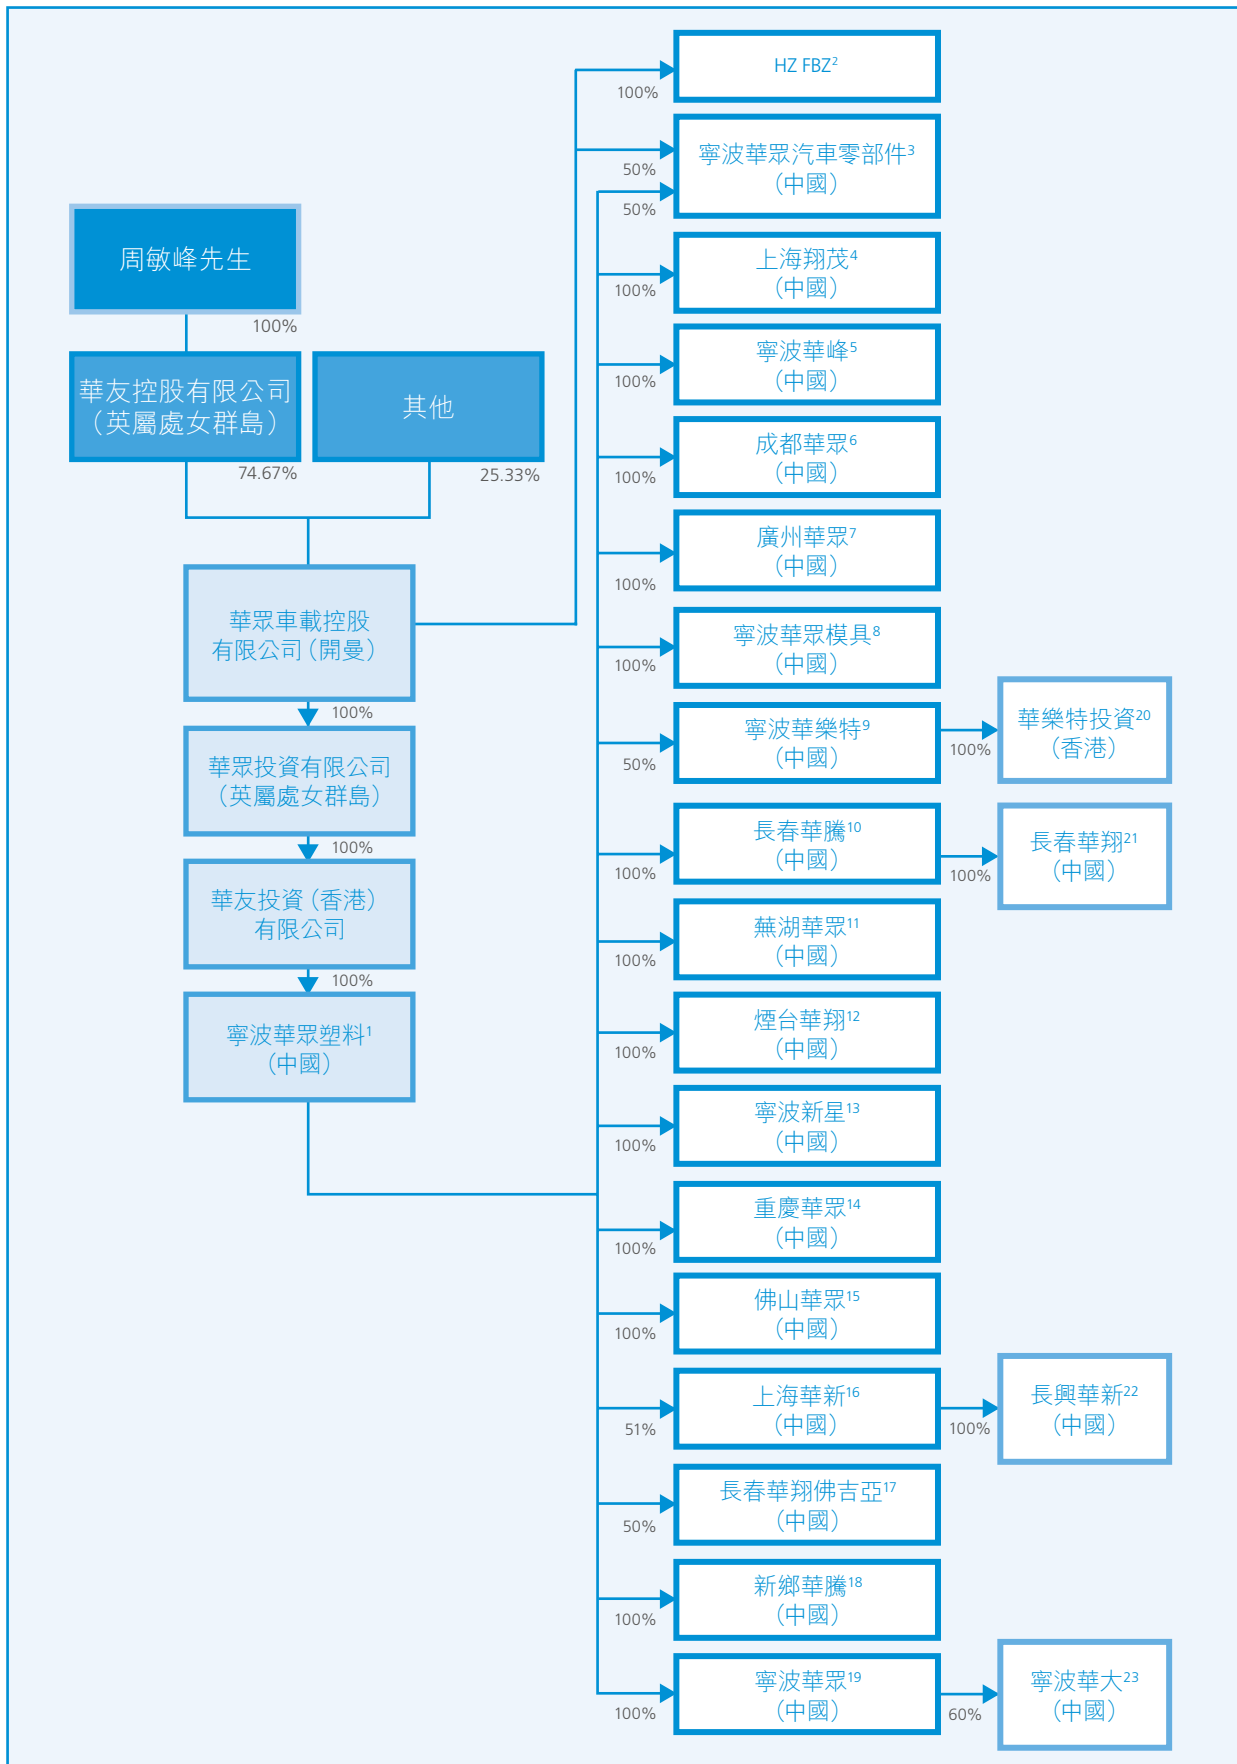 周敏峰先生
100%
華友控股有限公司
（英屬處女群島）
74.67%
其他
25.33%
華眾車載控股
有限公司（開曼）
100%
華眾投資有限公司
（英屬處女群島）
100%
華友投資（香港）
有限公司
100%
寧波華眾塑料1
（中國）
HZ FBZ2
100%
寧波華眾汽車零部件3
（中國）
50%
50%
上海翔茂4
（中國）
100%
寧波華峰5
（中國）
100%
成都華眾6
（中國）
100%
廣州華眾7
（中國）
100%
寧波華眾模具8
（中國）
100%
寧波華樂特9
（中國）
50%
100%
華樂特投資20
（香港）
長春華騰10
（中國）
100%
100%
長春華翔21
（中國）
蕪湖華眾11
（中國）
100%
煙台華翔12
（中國）
100%
寧波新星13
（中國）
100%
重慶華眾14
（中國）
100%
佛山華眾15
（中國）
100%
上海華新16
（中國）
51%
100%
長興華新22
（中國）
長春華翔佛吉亞17
（中國）
50%
新鄉華騰18
（中國）
100%
寧波華眾19
（中國）
100%
60%
寧波華大23
（中國）